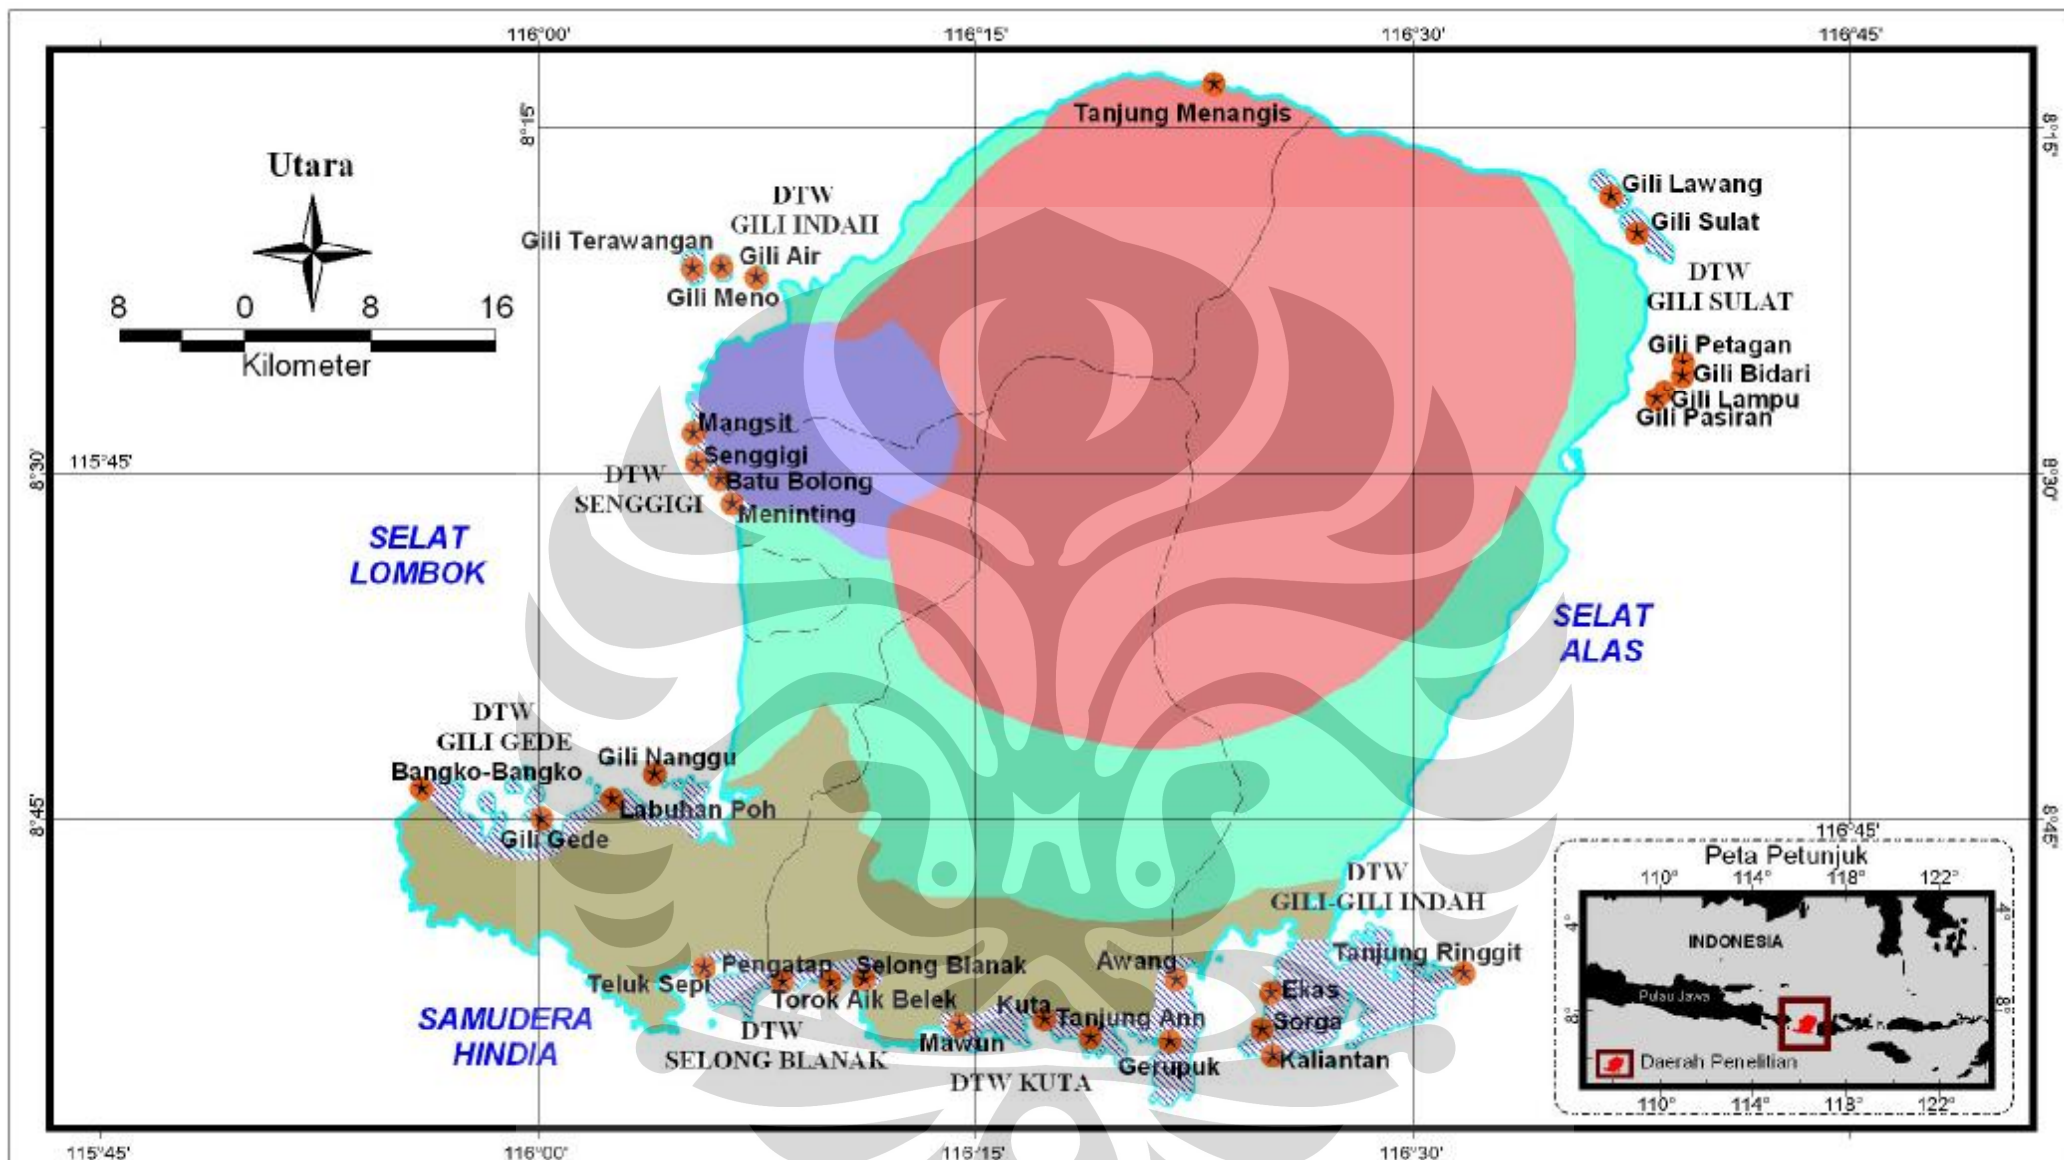 116°00'
116°15'
116°30'
116°45'
8°15'
8°15'
Utara
8 0 8 16
Kilometer
Tanjung Menangis
Gili Lawang
Gili Sulat
DTW
GILI SULAT
DTW
GILI INDAH
Gili Terawangan
Gili Air
Gili Meno
Gili Petagan
Gili Bidari
Gili Lampu
Gili Pasiran
Mangsit
Senggigi
Batu Bolong
Meninting
DTW
SENGGIGI
115°45'
8°30'
8°30'
SELAT
LOMBOK
SELAT
ALAS
DTW
GILI GEDE
Bangko-Bangko
Gili Nanggu
Labuhan Poh
Gili Gede
8°45'
8°45'
116°45'
DTW
GILI-GILI INDAH
Tanjung Ringgit
Awang
Ekas
Sorga
Kaliantan
Teluk Sepi
Pengatan
Selong Blanak
Torok Aik Belek
DTW
SELONG BLANAK
Mawun
Kuta
Tanjung Ann
Gerupuk
DTW KUTA
SAMUDERA
HINDIA
Peta Petunjuk
110° 114° 118° 122°
4°
4°
INDONESIA
Pulau Jawa
8°
8°
Daerah Penelitian
110° 114° 118° 122°
115°45'
116°00'
116°15'
116°30'